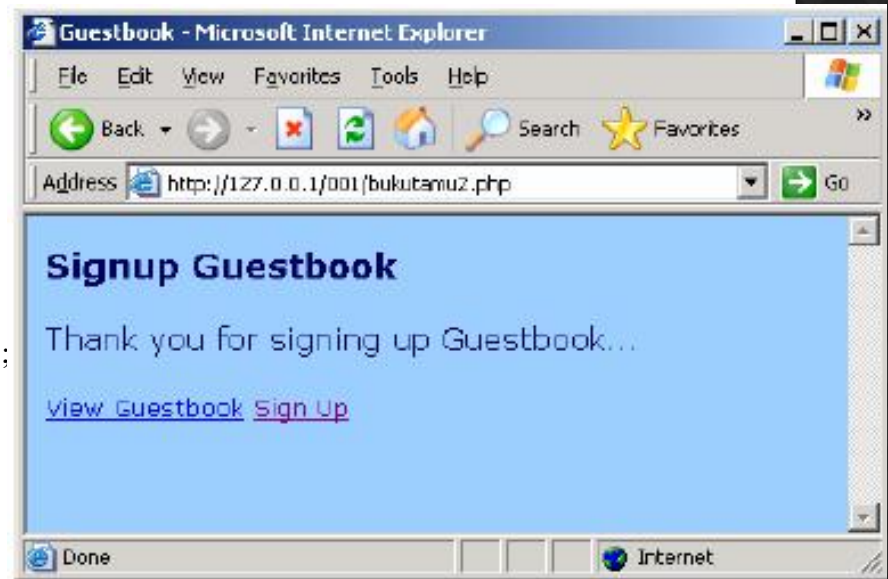 Guestbook - Microsoft Internet Explorer
File Edit View Favorites Tools Help
Back Search Favorites »
Address http://127.0.0.1/001/bukutamu2.php Go
Signup Guestbook
Thank you for signing up Guestbook...
;
View Guestbook Sign Up
Done Internet